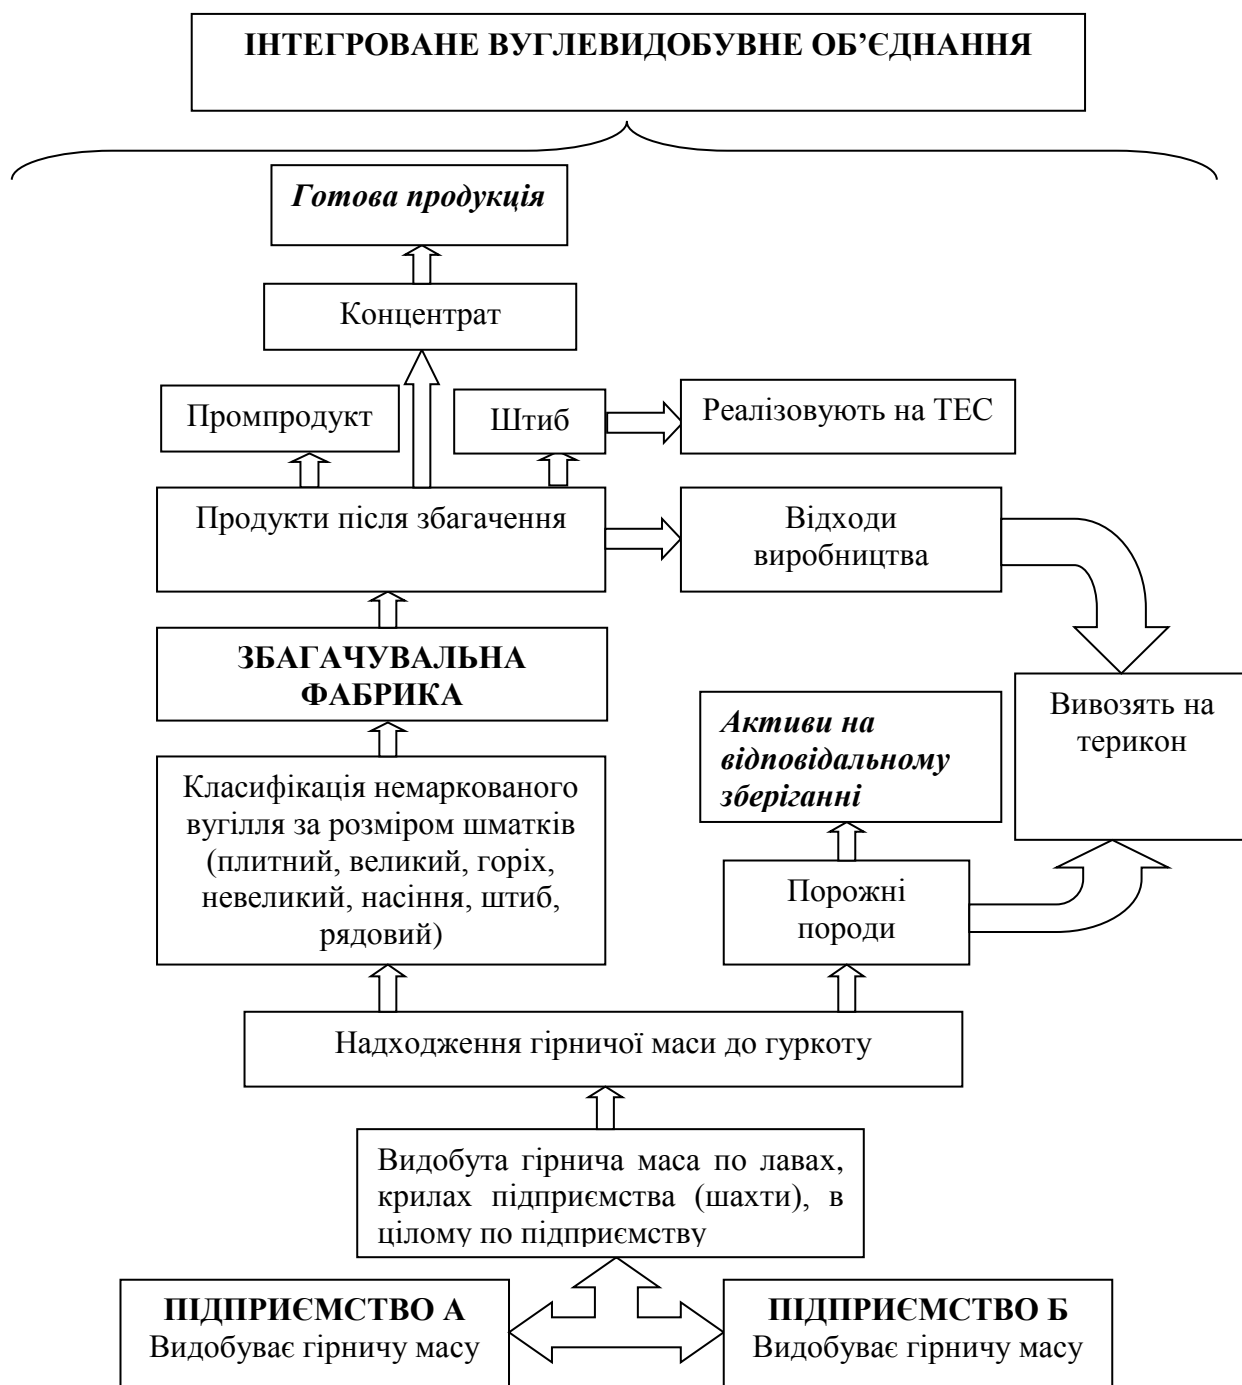 ІНТЕГРОВАНЕ ВУГЛЕВИДОБУВНЕ ОБ’ЄДНАННЯ
Готова продукція
Концентрат
Промпродукт
Штиб
Реалізовують на ТЕС
Продукти після збагачення
Відходи
виробництва
ЗБАГАЧУВАЛЬНА
ФАБРИКА
Активи на
відповідальному
зберіганні
Вивозять на
терикон
Класифікація немаркованого
вугілля за розміром шматків
(плитний, великий, горіх,
невеликий, насіння, штиб,
рядовий)
Порожні
породи
Надходження гірничої маси до гуркоту
Видобута гірнича маса по лавах,
крилах підприємства (шахти), в
цілому по підприємству
ПІДПРИЄМСТВО А
Видобуває гірничу масу
ПІДПРИЄМСТВО Б
Видобуває гірничу масу